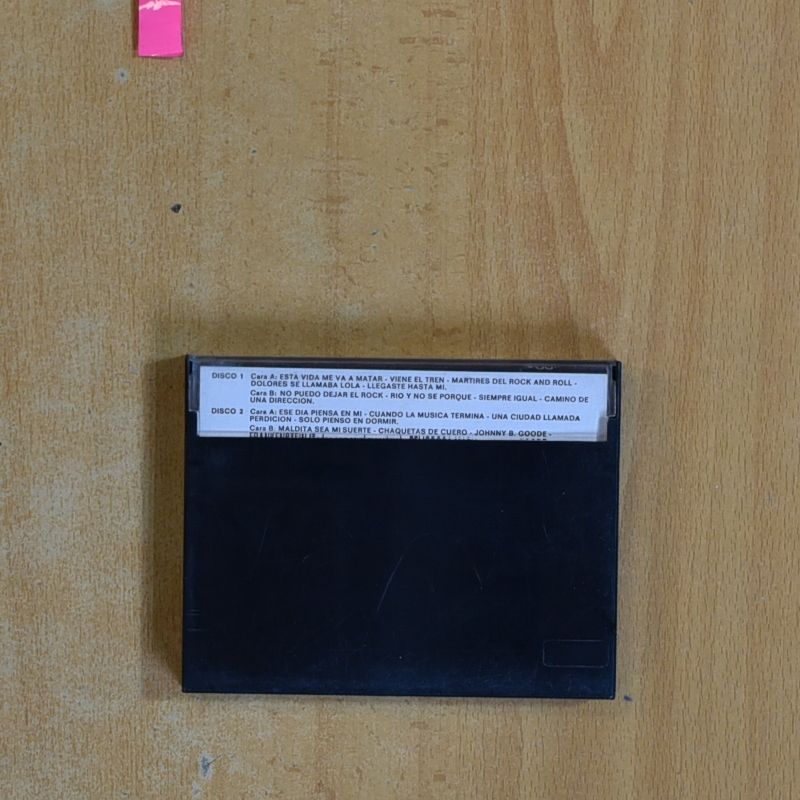 DISCO 1 Cara A: ESTA VIDA ME VA A MATAR - VIENE EL TREN - MARTIRES DEL ROCK AND ROLL -
DOLORES SE LLAMABA LOLA - LLEGASTE HASTA MI.
Cara B: NO PUEDO DEJAR EL ROCK - RIO Y NO SE PORQUE - SIEMPRE IGUAL - CAMINO DE
UNA DIRECCION.
DISCO 2 Cara A: ESE DIA PIENSA EN MI - CUANDO LA MUSICA TERMINA - UNA CIUDAD LLAMADA
PERDICION - SOLO PIENSO EN DORMIR.
Cara B: MALDITA SEA MI SUERTE - CHAQUETAS DE CUERO - JOHNNY B. GOODE -